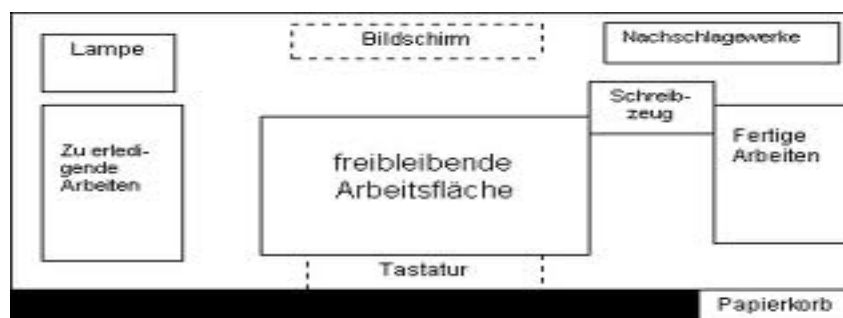 Lampe
Bildschirm
Nachschlagewerke
Zu erledi-
gende
Arbeiten
freibleibende
Arbeitsfläche
Schreib-
zeug
Fertige
Arbeiten
Tastatur
Papierkorb